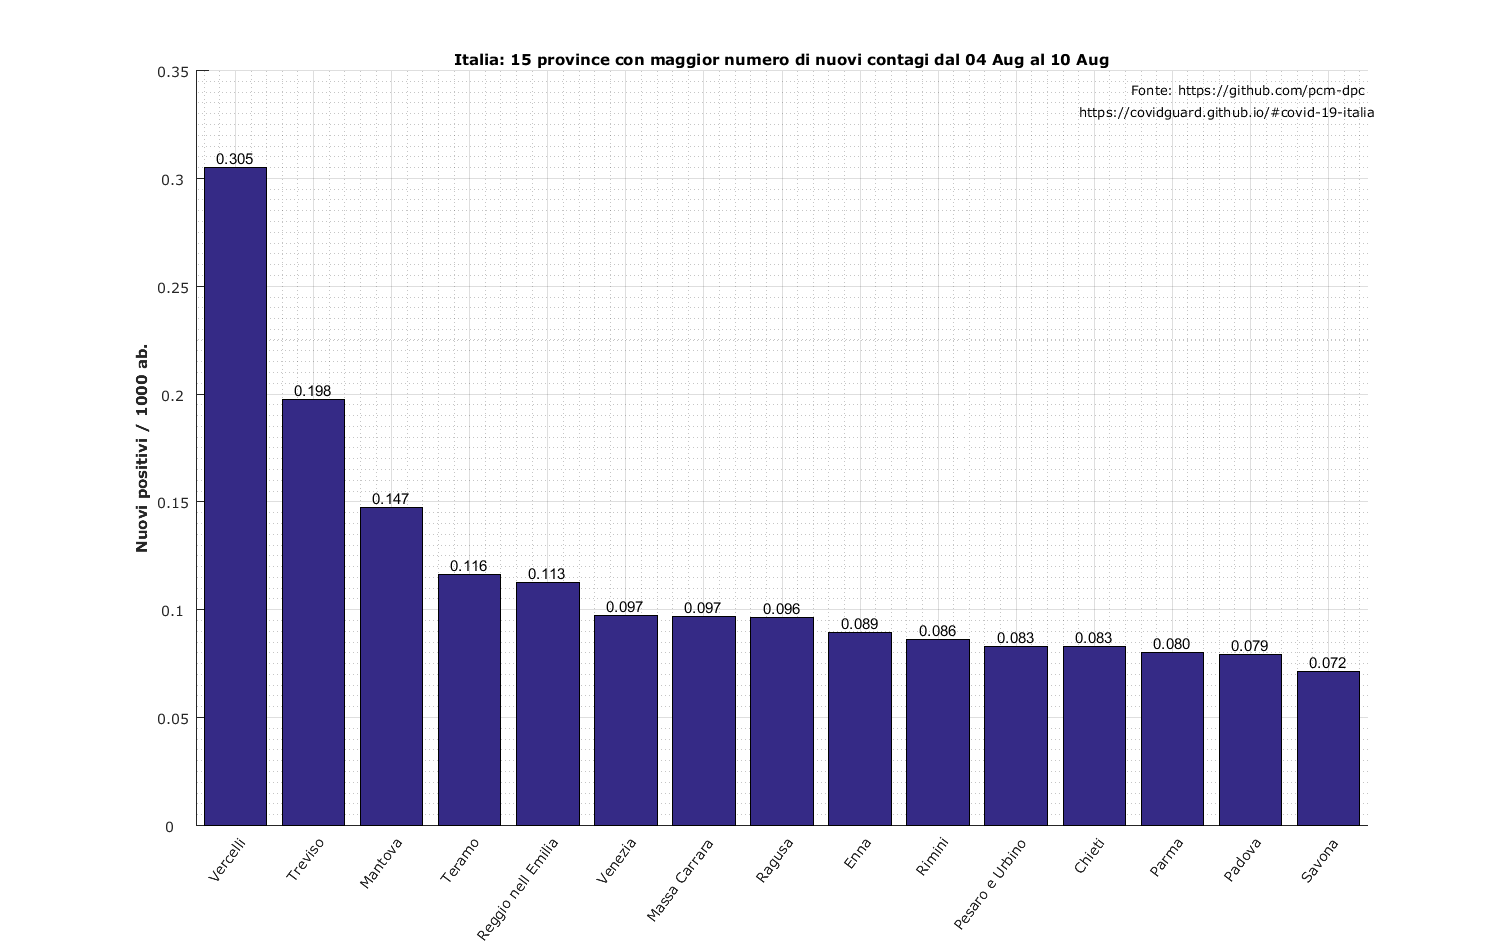 Italia: 15 province con maggior numero di nuovi contagi dal 04 Aug al 10 Aug
Fonte: https://github.com/pcm-dpc
https://covidguard.github.io/#covid-19-italia
Nuovi positivi / 1000 ab.
0.35
0.3
0.25
0.2
0.15
0.1
0.05
0
0.305
0.198
0.147
0.116
0.113
0.097
0.097
0.096
0.089
0.086
0.083
0.083
0.080
0.079
0.072
Vercelli
Treviso
Mantova
Teramo
Reggio nell Emilia
Venezia
Massa Carrara
Ragusa
Enna
Rimini
Pesaro e Urbino
Chieti
Parma
Padova
Savona